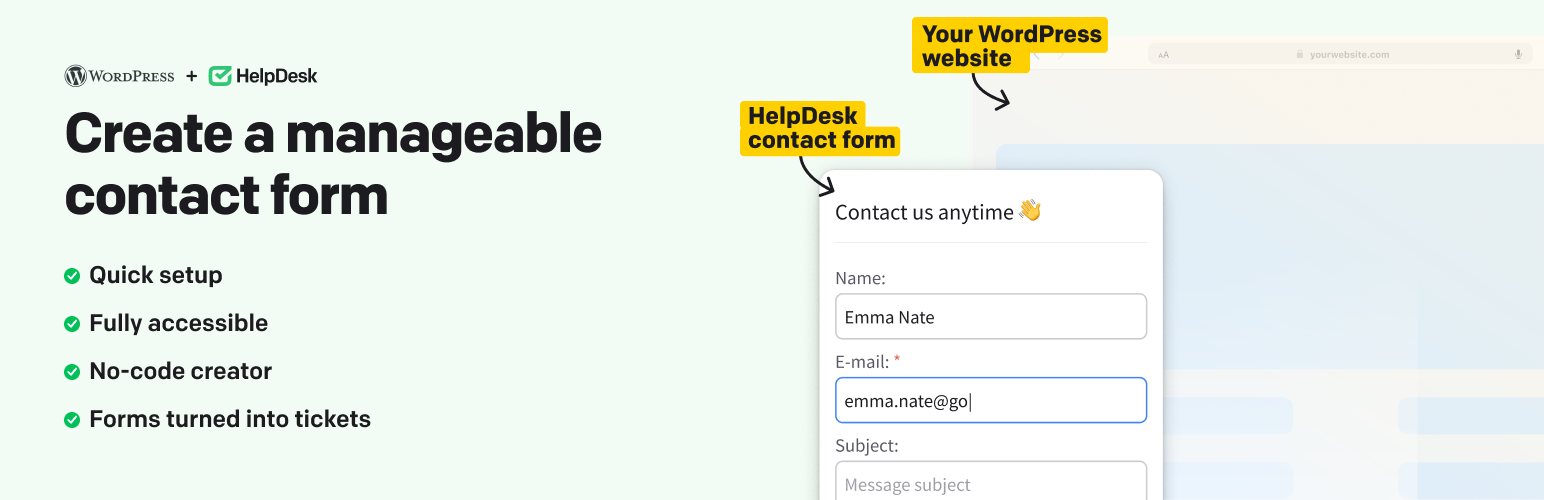 WORDPRESS + HelpDesk
Create a manageable
contact form
Quick setup
Fully accessible
No-code creator
Forms turned into tickets
Your WordPress
website
AA
yourwebsite.com
HelpDesk
contact form
Contact us anytime 👋
Name:
Emma Nate
E-mail: *
emma.nate@go
Subject:
Message subject